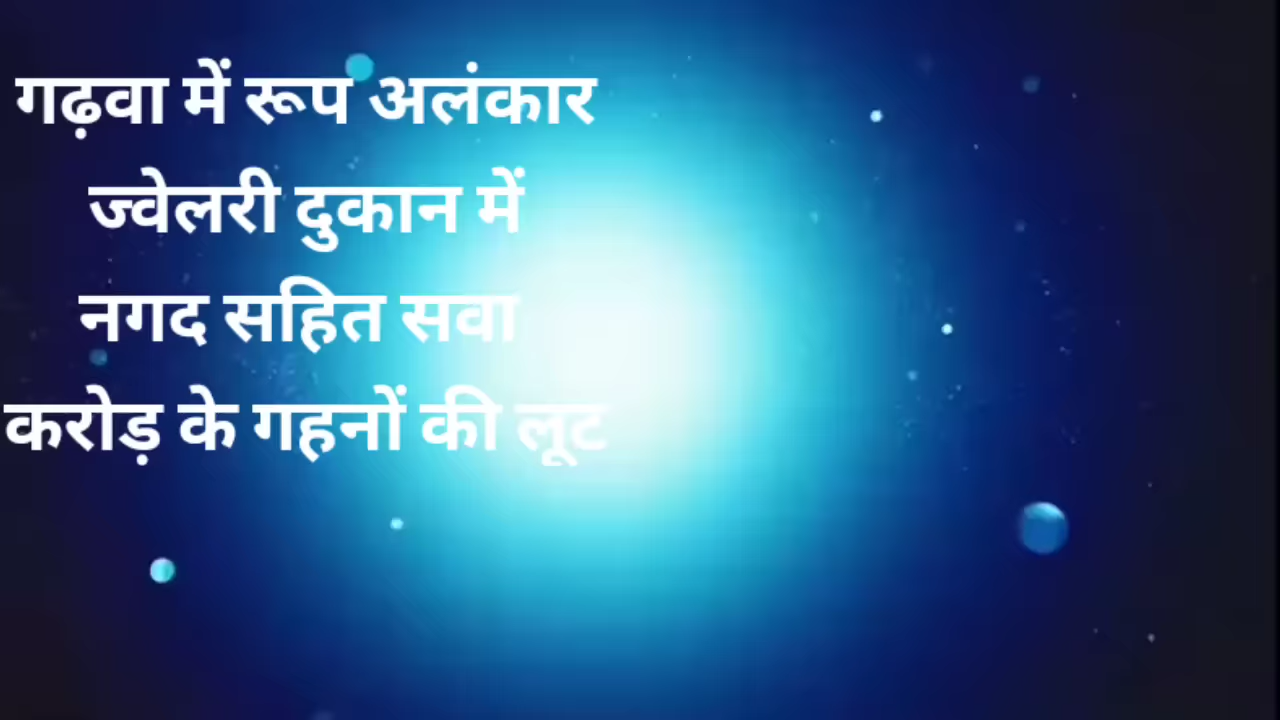 गढ़वा में रूप अलंकार
ज्वेलरी दुकान में
नगद सहित सवा
करोड़ के गहनों की लूट